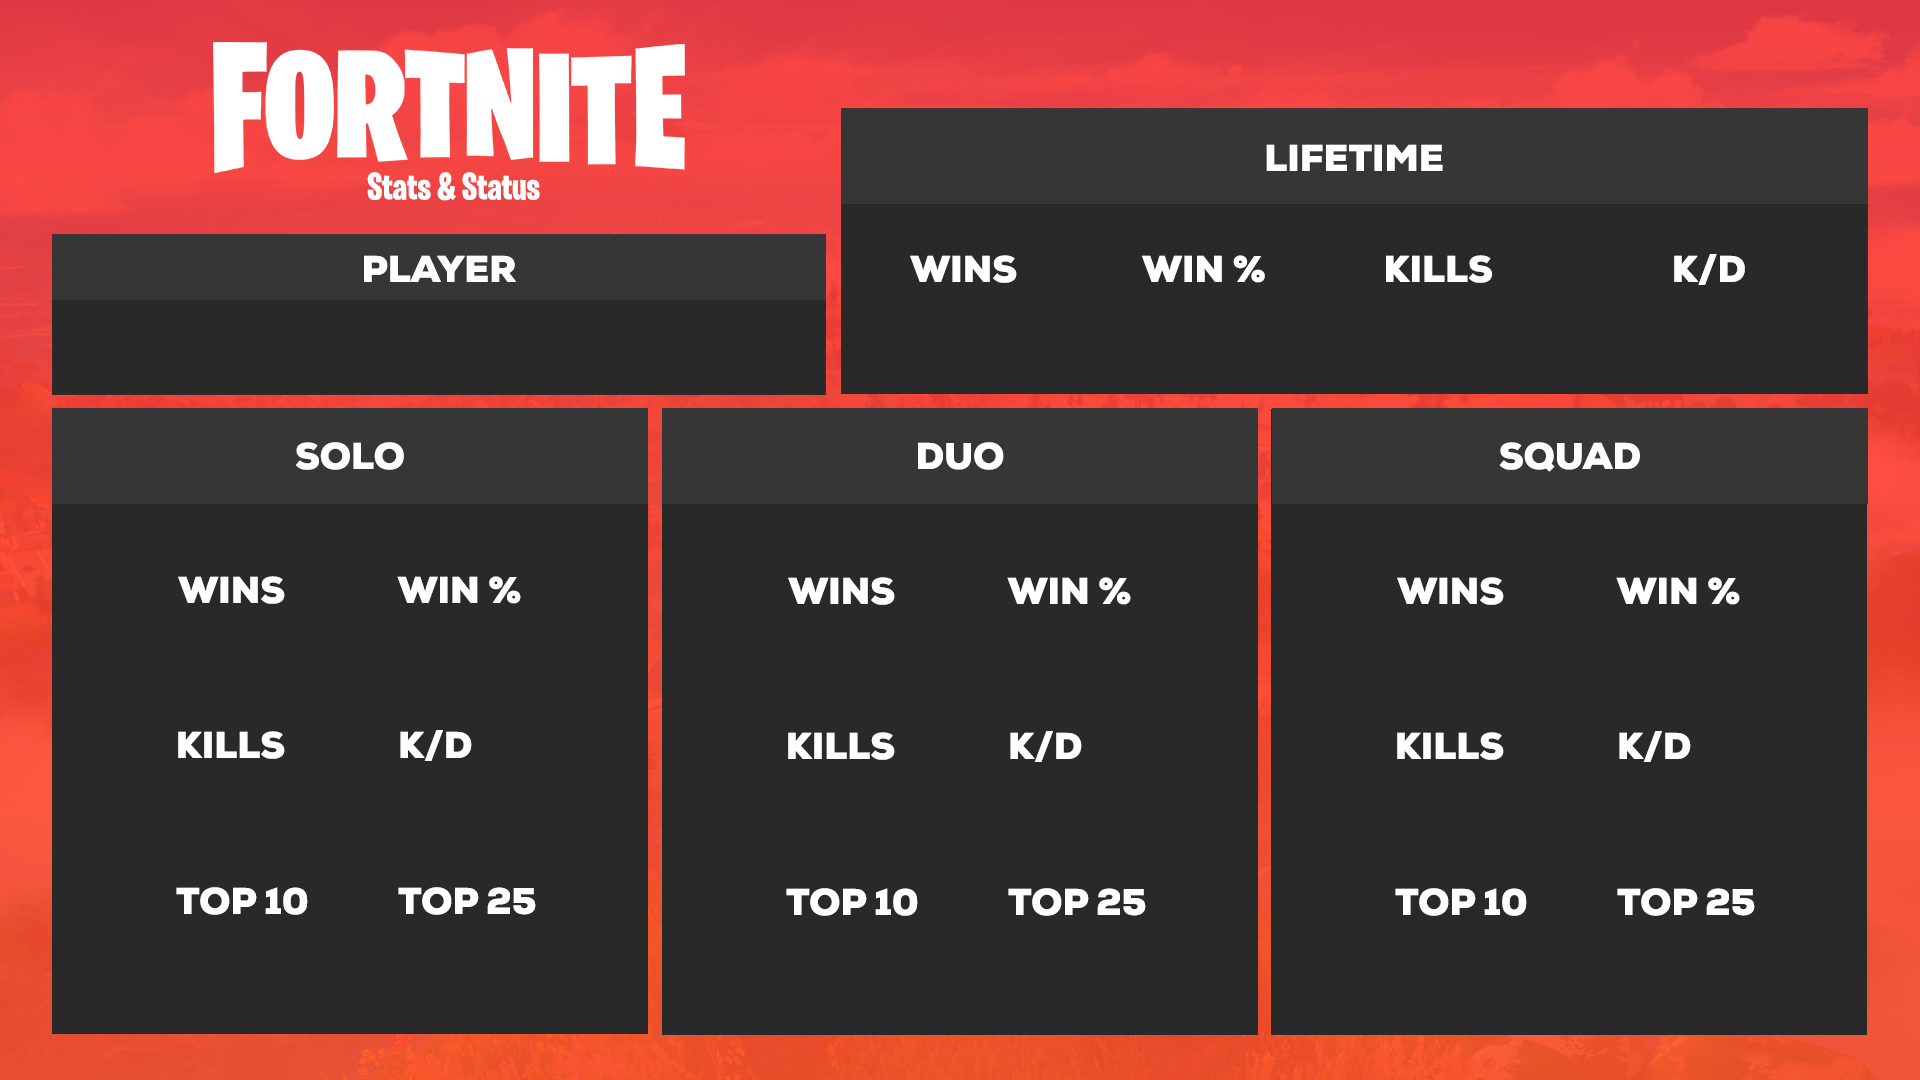 FORTNITE
Stats & Status
PLAYER
LIFETIME
WINS WIN % KILLS K/D
SOLO
WINS WIN %
KILLS K/D
TOP 10 TOP 25
DUO
WINS WIN %
KILLS K/D
TOP 10 TOP 25
SQUAD
WINS WIN %
KILLS K/D
TOP 10 TOP 25